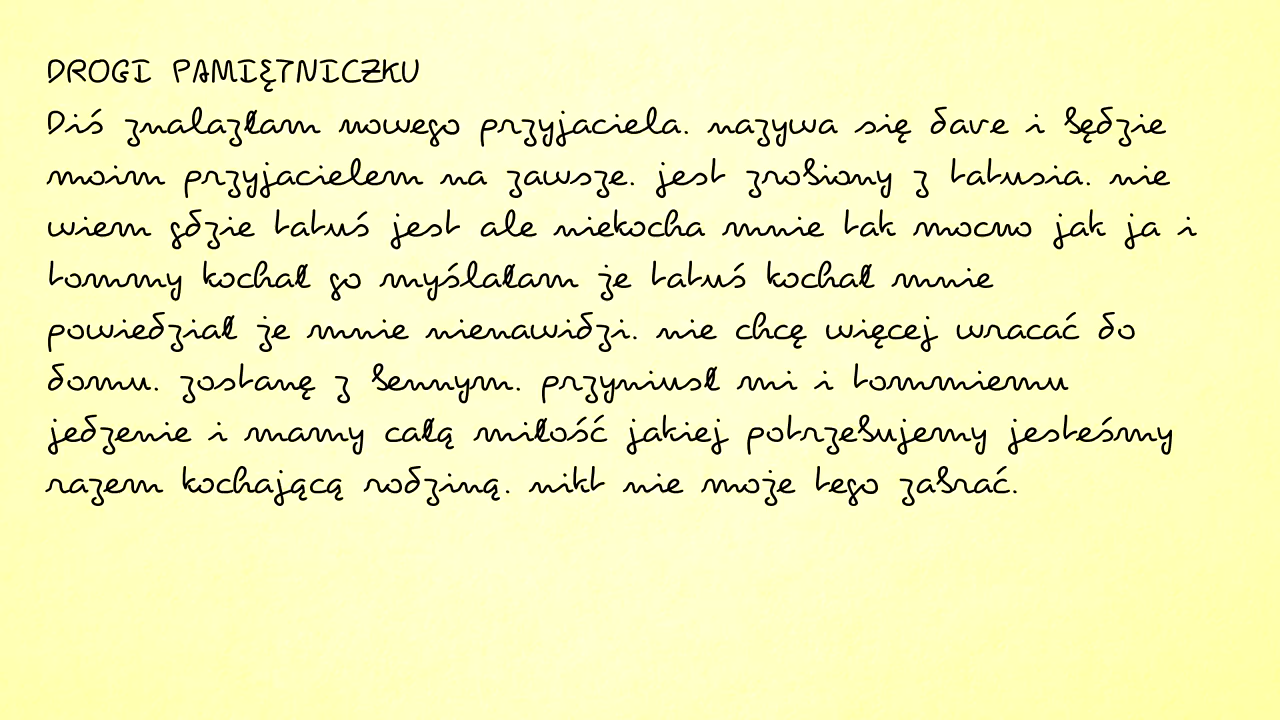 DROGI PAMIĘTNICZKU
Diś znalazłam nowego przyjaciela. nazywa się dave i będzie
moim przyjacielem na zawsze. jest zrobiony z tatusia. nie
wiem gdzie tatuś jest ale niekocha mnie tak mocno jak ja i
tommy kochał go myślałam że tatuś kochał mnie
powiedział że mnie nienawidzi. nie chcę więcej wracać do
domu. zostanę z bennym. przyniusł mi i tommiemu
jedzenie i mamy całą miłość jakiej potrzebujemy jesteśmy
razem kochającą rodziną. nikt nie może tego zabrać.